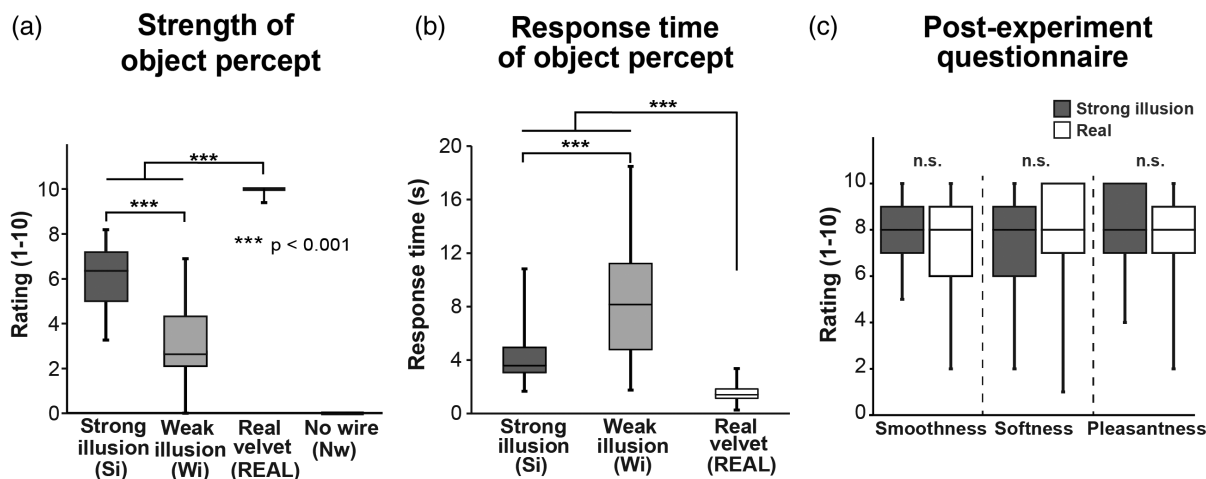 (a)
Strength of
object percept
Rating (1-10)
10
8
6
4
2
0
***
***
*** p < 0.001
Strong
illusion
(Si)
Weak
illusion
(Wi)
Real
velvet
(REAL)
No wire
(Nw)
(b)
Response time
of object percept
Response time (s)
20
16
12
8
4
0
***
***
Strong
illusion
(Si)
Weak
illusion
(Wi)
Real
velvet
(REAL)
(c)
Post-experiment
questionnaire
Strong illusion
Real
Rating (1-10)
10
8
6
4
2
0
n.s.
n.s.
n.s.
Smoothness
Softness
Pleasantness